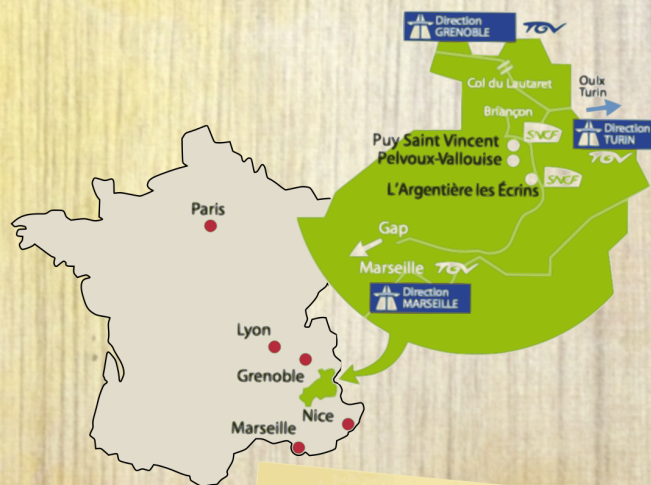 Direction
GRENOBLE
TGV
Col du Lautaret
Oulx
Turin
Briançon
SNCF
Direction
TURIN
TGV
Puy Saint Vincent
Pelvoux-Vallouise
L'Argentière les Écrins
SNCF
Gap
Marseille
TGV
Direction
MARSEILLE
Paris
Lyon
Grenoble
Nice
Marseille